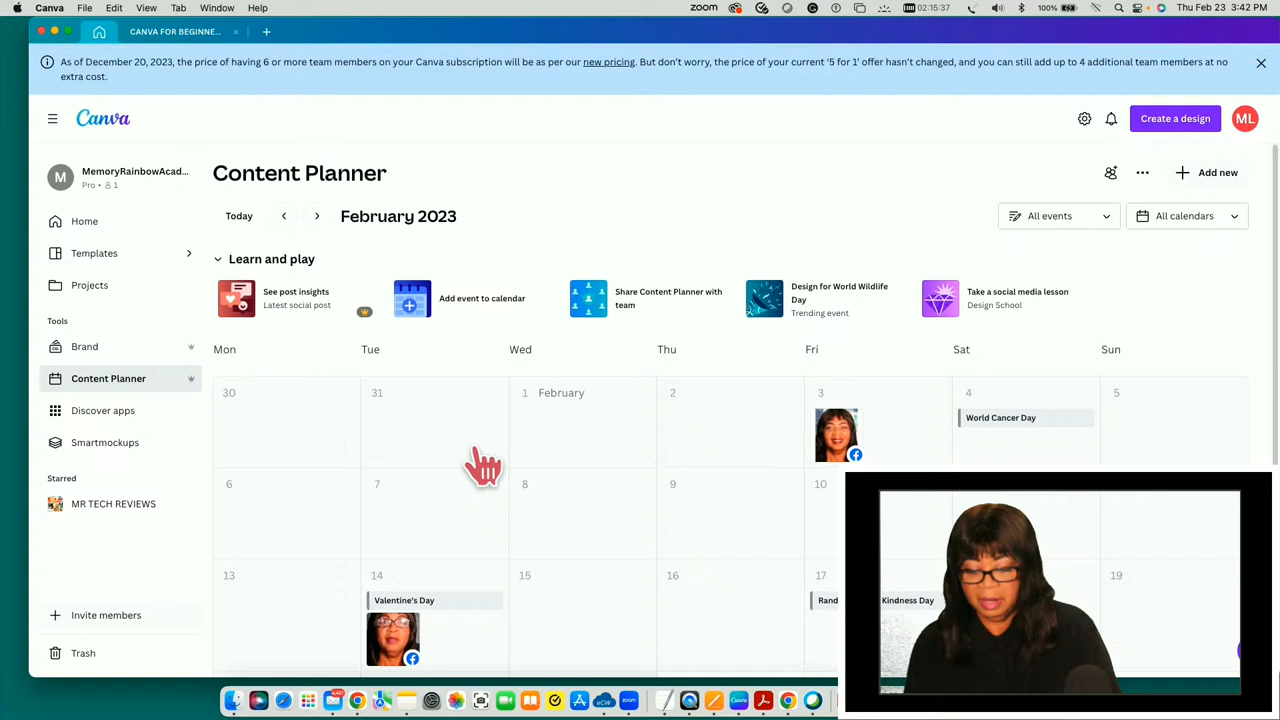 Canva File Edit View Tab Window Help zoom 02:15:37 100% Thu Feb 23 3:42 PM
CANVA FOR BEGINNE...
As of December 20, 2023, the price of having 6 or more team members on your Canva subscription will be as per our new pricing. But don't worry, the price of your current '5 for 1' offer hasn't changed, and you can still add up to 4 additional team members at no
extra cost.
Canva
Create a design
ML
M
MemoryRainbowAcad...
Pro • 1
Content Planner
Add new
Home
Today
February 2023
All events
All calendars
Templates
Projects
Learn and play
See post insights
Latest social post
Add event to calendar
Share Content Planner with
team
Design for World Wildlife
Day
Trending event
Take a social media lesson
Design School
Tools
Brand
Content Planner
Discover apps
Smartmockups
Starred
MR TECH REVIEWS
Invite members
Trash
Mon Tue Wed Thu Fri Sat Sun
30 31 1 February 2 3 4 5
World Cancer Day
6 7 8 9 10
13 14 15 16 17 19
Valentine's Day
Rand Kindness Day
4,407
eCW
zoom